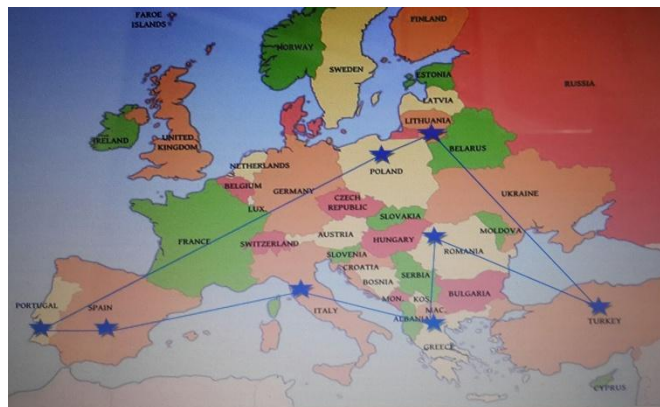 FAROE
ISLANDS
FINLAND
NORWAY
SWEDEN
ESTONIA
RUSSIA
LATVIA
LITHUANIA
IRELAND
UNITED
KINGDOM
BELARUS
NETHERLANDS
POLAND
BELGIUM
GERMANY
UKRAINE
CZECH
REPUBLIC
LUX.
SLOVAKIA
MOLDOVA
AUSTRIA
FRANCE
SWITZERLAND
HUNGARY
ROMANIA
SLOVENIA
CROATIA
SERBIA
BOSNIA
BULGARIA
MON.
KOS.
PORTUGAL
SPAIN
ITALY
MAC.
ALBANIA
TURKEY
GREECE
CYPRUS